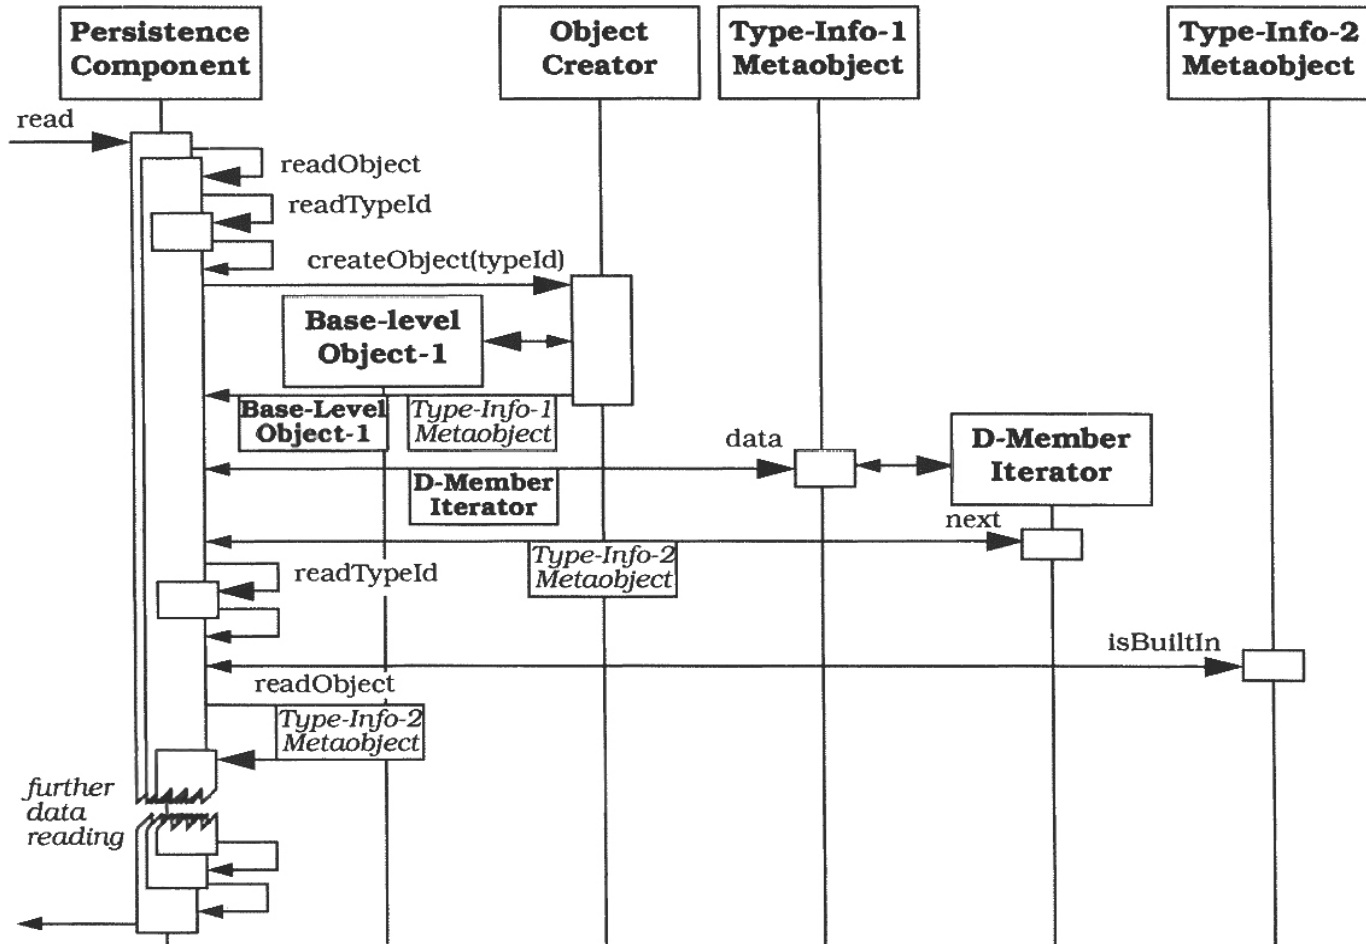 Persistence
Component
Object
Creator
Type-Info-1
Metaobject
Type-Info-2
Metaobject
read
readObject
readTypeId
createObject(typeId)
Base-level
Object-1
Base-Level
Object-1
Type-Info-1
Metaobject
data
D-Member
Iterator
D-Member
Iterator
next
Type-Info-2
Metaobject
readTypeId
isBuiltIn
readObject
Type-Info-2
Metaobject
further
data
reading